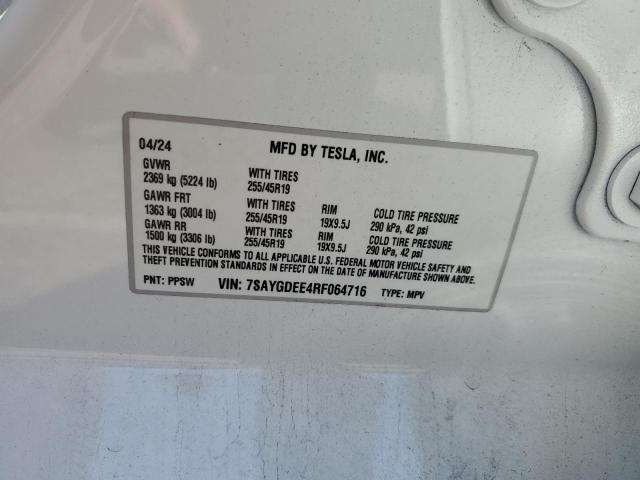 04/24 MFD BY TESLA, INC.
GVWR WITH TIRES
2369 kg (5224 lb) 255/45R19
GAWR FRT WITH TIRES RIM COLD TIRE PRESSURE
1363 kg (3004 lb) 255/45R19 19X9.5J 290 kPa, 42 psi
GAWR RR WITH TIRES RIM COLD TIRE PRESSURE
1500 kg (3306 lb) 255/45R19 19X9.5J 290 kPa, 42 psi
THIS VEHICLE CONFORMS TO ALL APPLICABLE U.S. FEDERAL MOTOR VEHICLE SAFETY AND
THEFT PREVENTION STANDARDS IN EFFECT ON THE DATE OF MANUFACTURE SHOWN ABOVE.
PNT: PPSW VIN: 7SAYGDEE4RF064716 TYPE: MPV